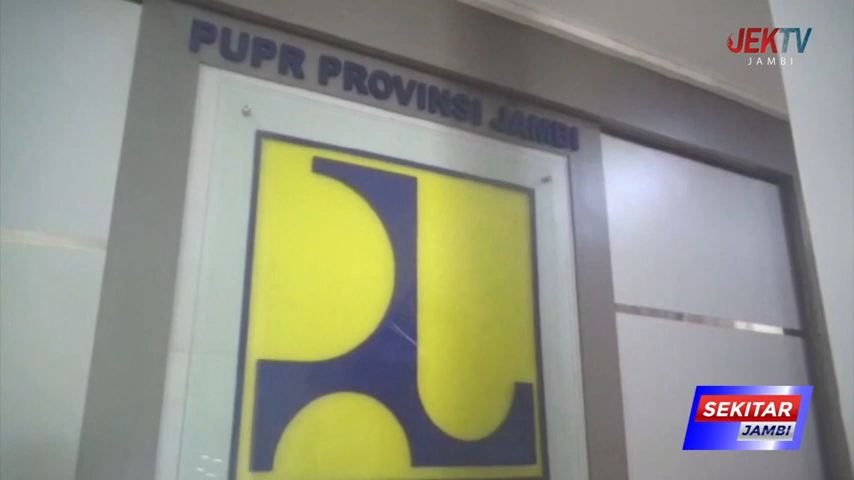 JEKTV
JAMBI
PUPR PROVINSI JAMBI
SEKITAR
JAMBI